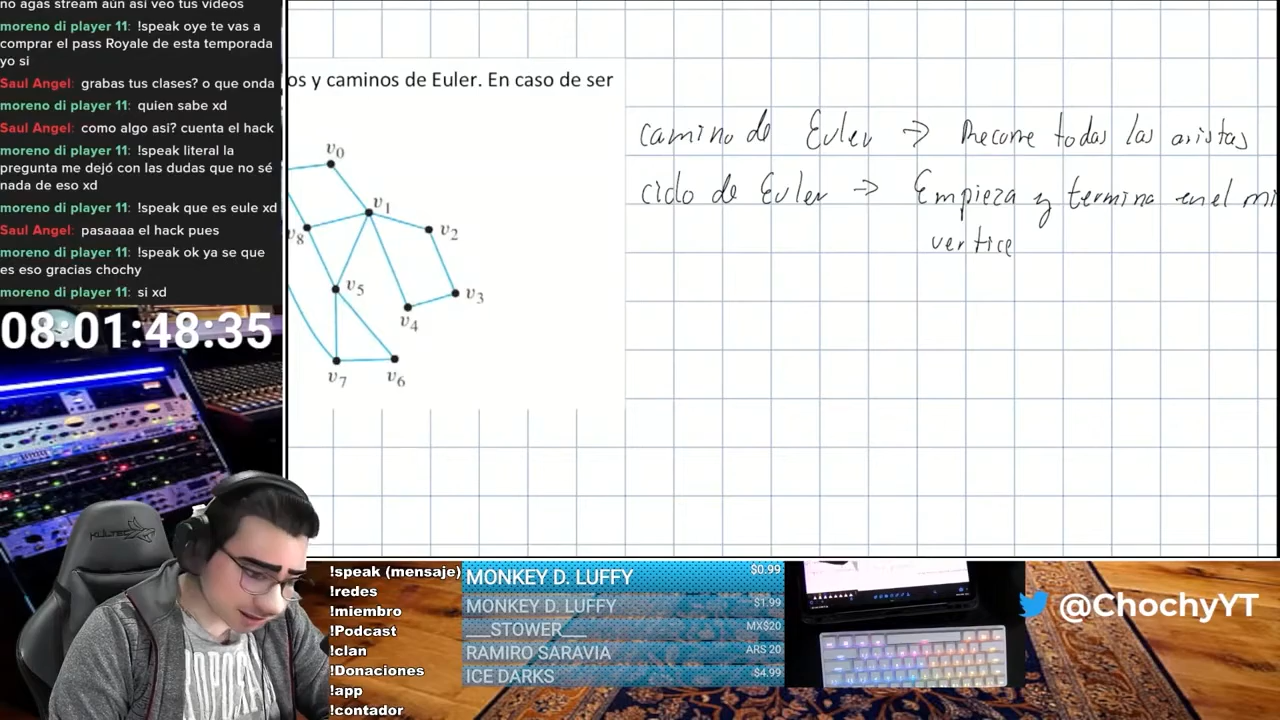 no agas stream aun asi veo tus videos
moreno di player 11: !speak oye te vas a
comprar el pass Royale de esta temporada
yo si
Saul Angel: grabas tus clases? o que onda
moreno di player 11: quien sabe xd
Saul Angel: como algo asi? cuenta el hack
moreno di player 11: !speak literal la
pregunta me dejó con las dudas que no sé
nada de eso xd
moreno di player 11: !speak que es eule xd
Saul Angel: pasaaaa el hack pues
moreno di player 11: !speak ok ya se que
es eso gracias chochy
moreno di player 11: si xd
08:01:48:35
os y caminos de Euler. En caso de ser
v0
v1
v2
v8
v5
v3
v4
v7
v6
camino de Euler → Recorre todas las aristas
ciclo de Euler → Empieza y termina en el mi
vertice
KULTEC
!speak (mensaje)
!redes
!miembro
!Podcast
!clan
!Donaciones
!app
!contador
MONKEY D. LUFFY $0.99
MONKEY D. LUFFY $1.99
___STOWER___ MX$20
RAMIRO SARAVIA ARS 20
ICE DARKS $4.99
@ChochyYT